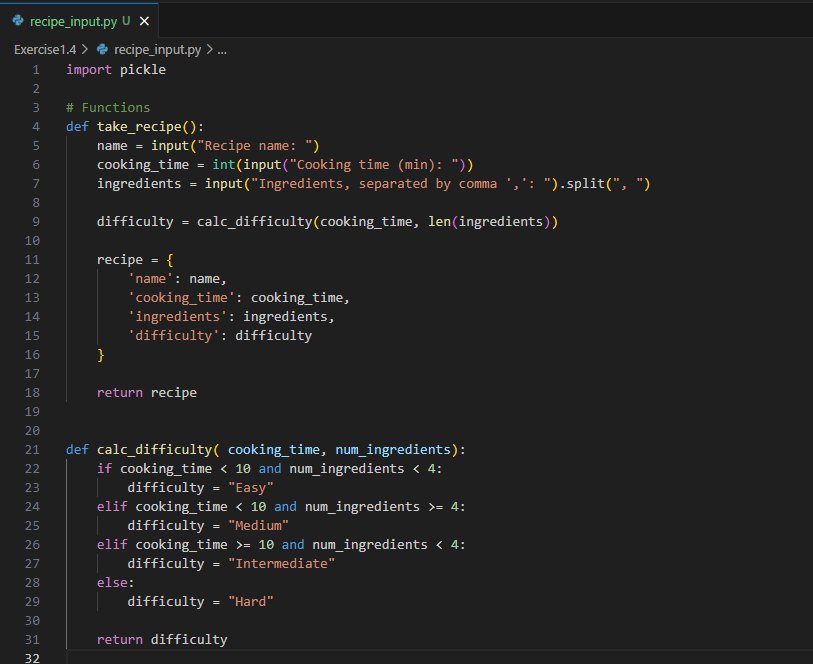 recipe_input.py U ×
Exercise1.4 > recipe_input.py > ...
1 import pickle
2
3 # Functions
4 def take_recipe():
5     name = input("Recipe name: ")
6     cooking_time = int(input("Cooking time (min): "))
7     ingredients = input("Ingredients, separated by comma ',': ").split(", ")
8
9     difficulty = calc_difficulty(cooking_time, len(ingredients))
10
11     recipe = {
12         'name': name,
13         'cooking_time': cooking_time,
14         'ingredients': ingredients,
15         'difficulty': difficulty
16     }
17
18     return recipe
19
20
21 def calc_difficulty( cooking_time, num_ingredients):
22     if cooking_time < 10 and num_ingredients < 4:
23         difficulty = "Easy"
24     elif cooking_time < 10 and num_ingredients >= 4:
25         difficulty = "Medium"
26     elif cooking_time >= 10 and num_ingredients < 4:
27         difficulty = "Intermediate"
28     else:
29         difficulty = "Hard"
30
31     return difficulty
32